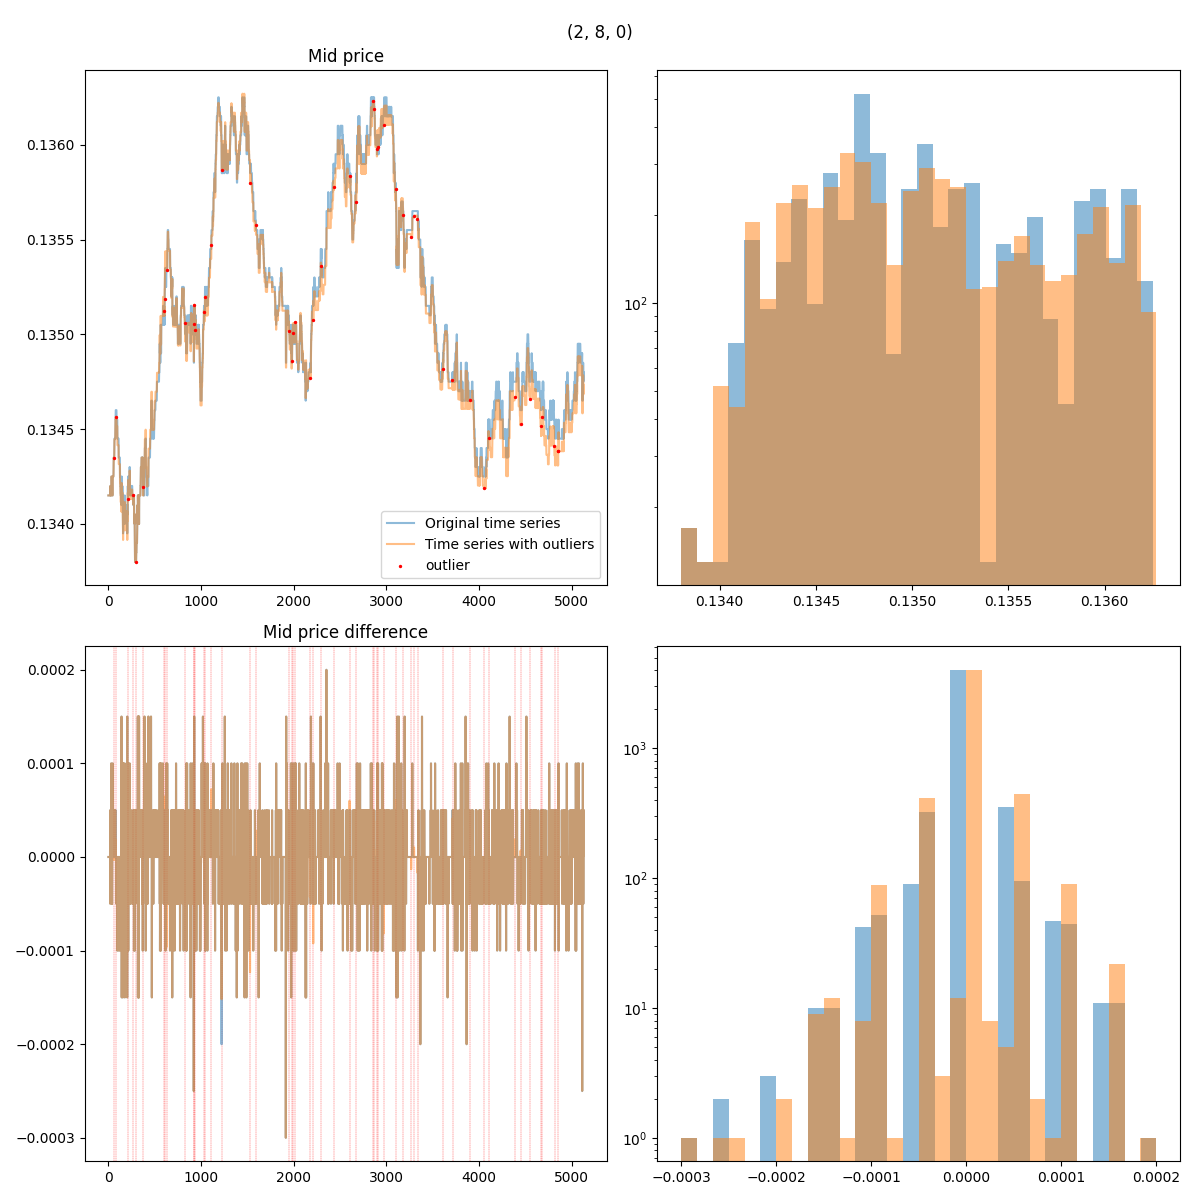 (2, 8, 0)
Mid price
0.1360
0.1355
0.1350
0.1345
0.1340
Original time series
Time series with outliers
outlier
0 1000 2000 3000 4000 5000
10²
0.1340 0.1345 0.1350 0.1355 0.1360
Mid price difference
0.0002
0.0001
0.0000
−0.0001
−0.0002
−0.0003
0 1000 2000 3000 4000 5000
10³
10²
10¹
10⁰
−0.0003 −0.0002 −0.0001 0.0000 0.0001 0.0002